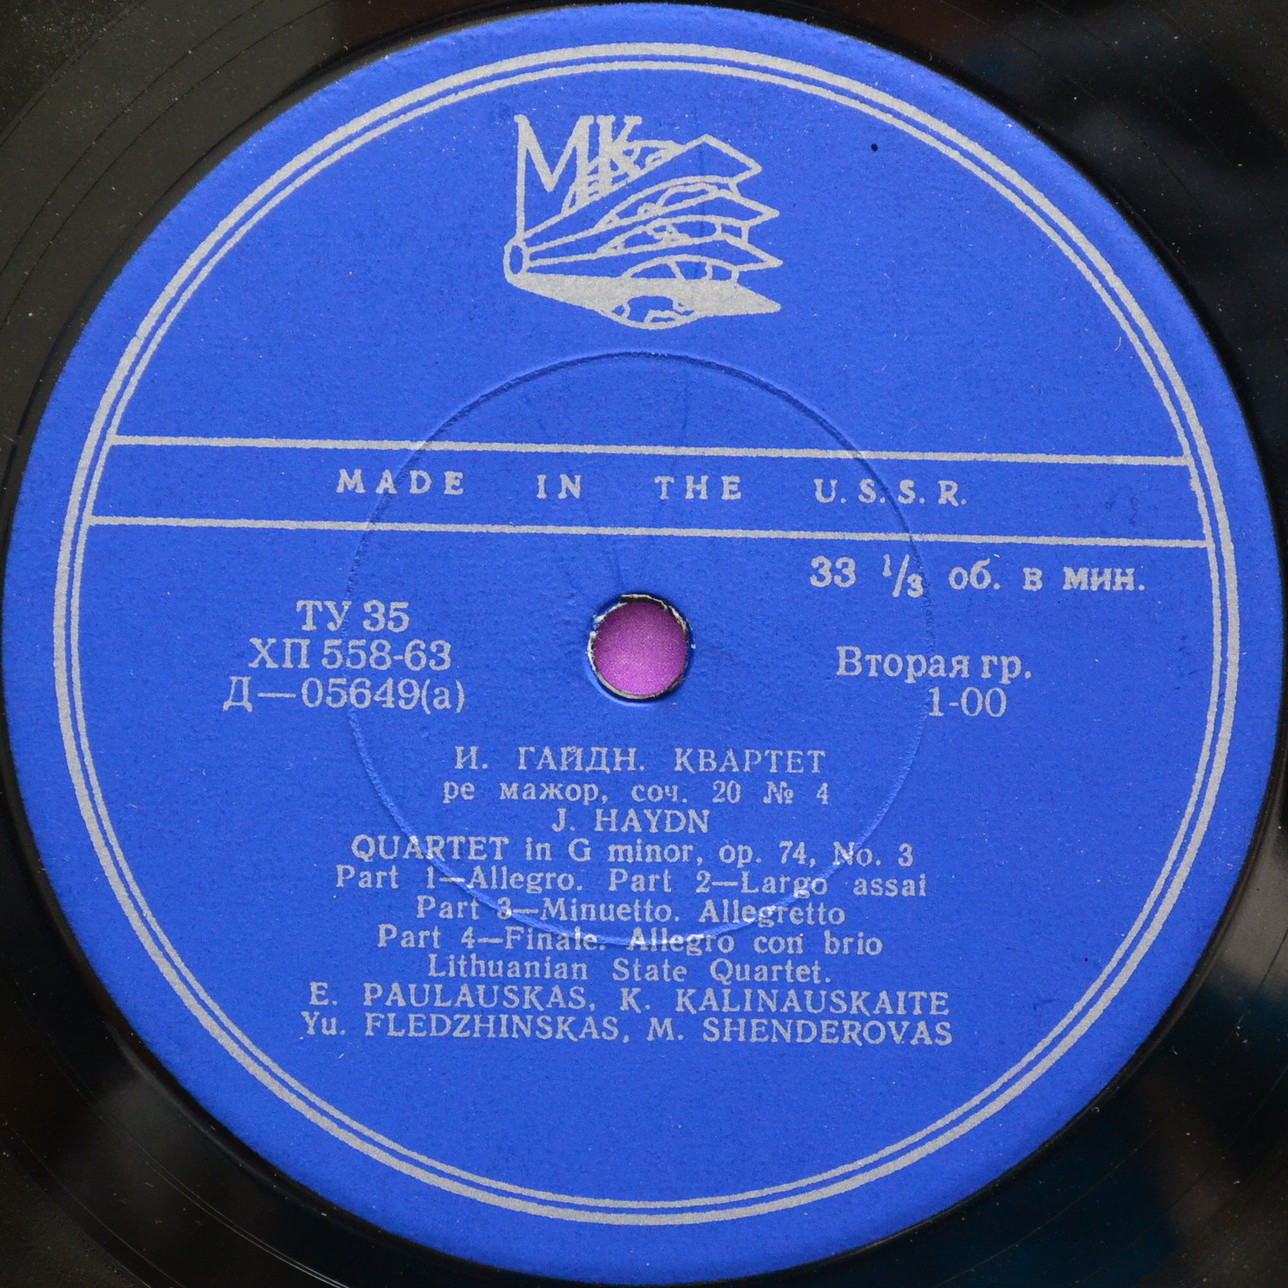 МК
MADE IN THE U.S.S.R.
33 1/3 об. в мин.
ТУ 35
ХП 558-63
Д—05649(а)
Вторая гр.
1-00
И. ГАЙДН. КВАРТЕТ
ре мажор, соч. 20 № 4
J. HAYDN
QUARTET in G minor, op. 74, No. 3
Part 1—Allegro. Part 2—Largo assai
Part 3—Minuetto. Allegretto
Part 4—Finale. Allegro con brio
Lithuanian State Quartet.
E. PAULAUSKAS, K. KALINAUSKAITE
Yu. FLEDZHINSKAS, M. SHENDEROVAS